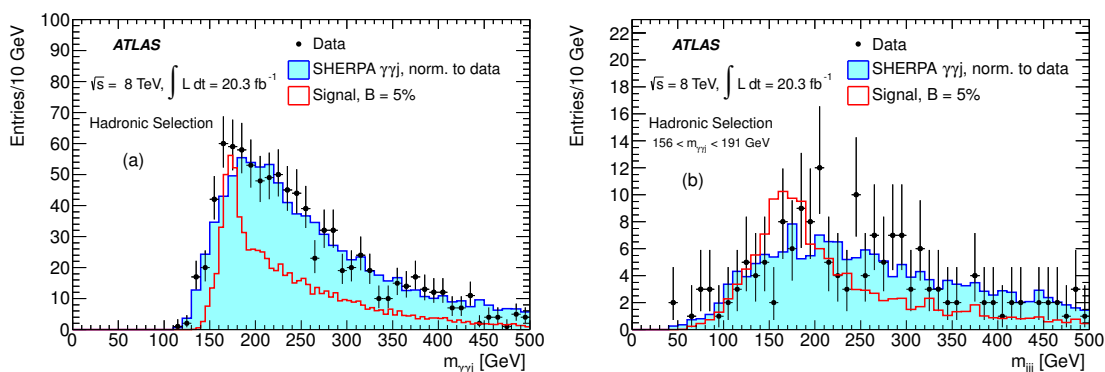 Entries/10 GeV
100
90
80
70
60
50
40
30
20
10
0
ATLAS
√s = 8 TeV, ∫ L dt = 20.3 fb⁻¹
Hadronic Selection
(a)
Data
SHERPA γγj, norm. to data
Signal, B = 5%
0 50 100 150 200 250 300 350 400 450 500
m_γγj [GeV]
Entries/10 GeV
22
20
18
16
14
12
10
8
6
4
2
0
ATLAS
√s = 8 TeV, ∫ L dt = 20.3 fb⁻¹
Hadronic Selection
156 < m_γγj < 191 GeV
(b)
Data
SHERPA γγj, norm. to data
Signal, B = 5%
0 50 100 150 200 250 300 350 400 450 500
m_jjj [GeV]